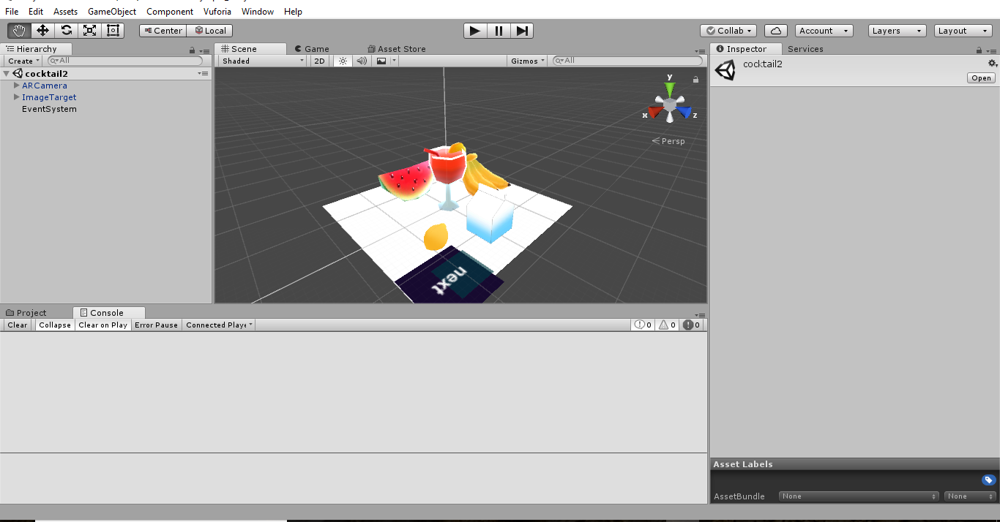 File Edit Assets GameObject Component Vuforia Window Help
Center Local Collab Account Layers Layout
Hierarchy Scene Game Asset Store Inspector Services
Create All Shaded 2D Gizmos All
cocktail2
Open
cocktail2
ARCamera
ImageTarget
EventSystem
y
x z
Persp
next
Project Console
Clear Collapse Clear on Play Error Pause Connected Playe 0 0 0
Asset Labels
AssetBundle None None